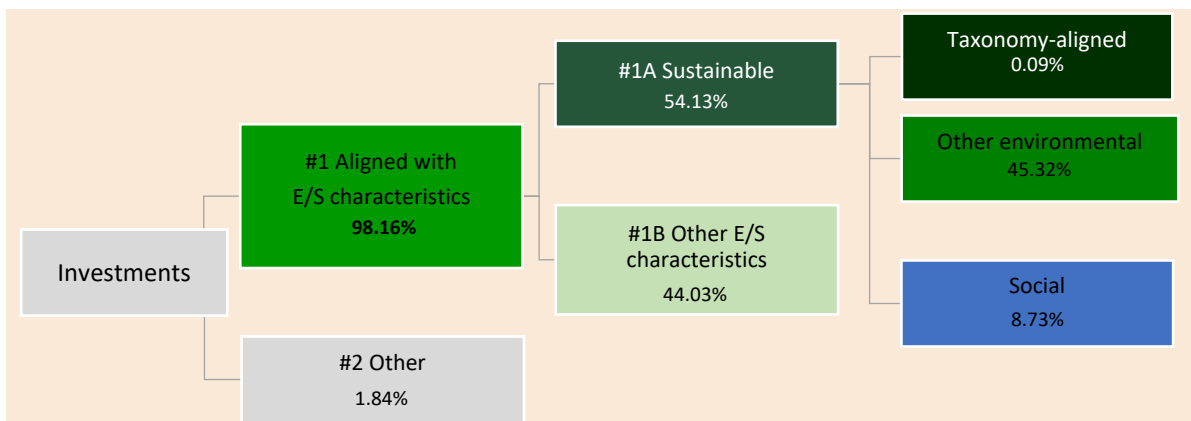 Investments
#1 Aligned with
E/S characteristics
98.16%
#2 Other
1.84%
#1A Sustainable
54.13%
#1B Other E/S
characteristics
44.03%
Taxonomy-aligned
0.09%
Other environmental
45.32%
Social
8.73%